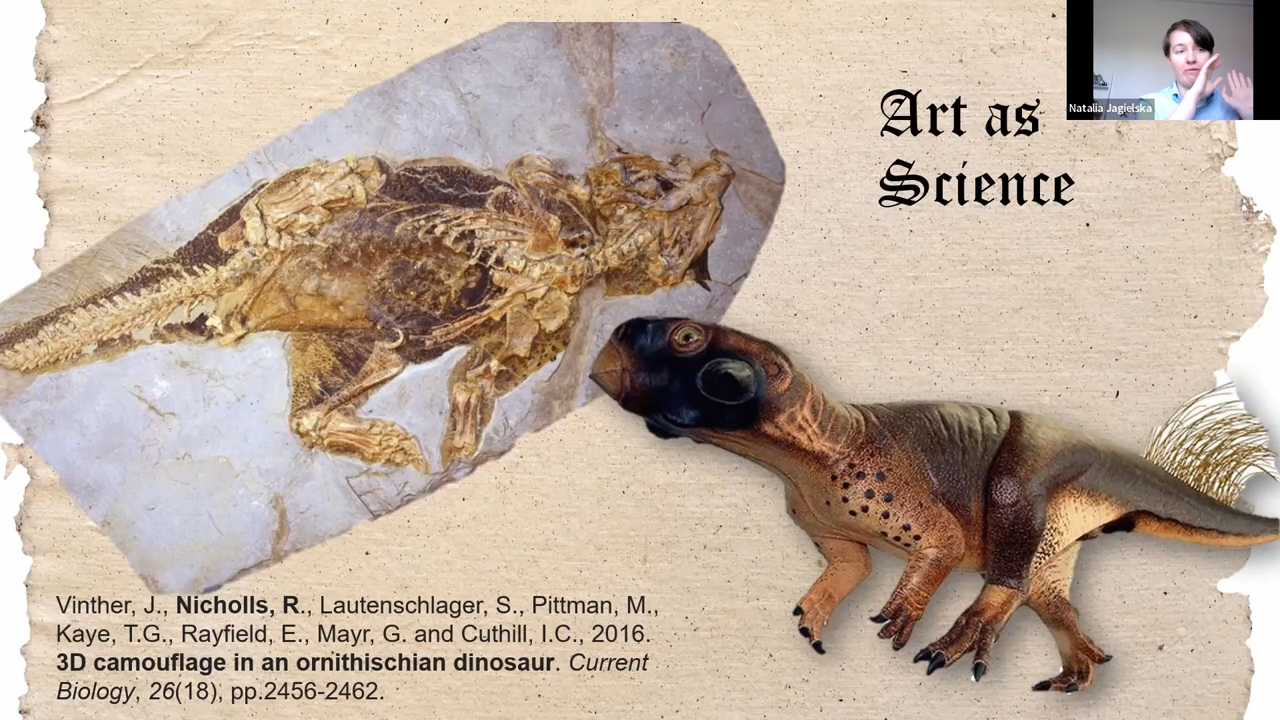 Art as
Science
Natalia Jagielska
Vinther, J., Nicholls, R., Lautenschlager, S., Pittman, M.,
Kaye, T.G., Rayfield, E., Mayr, G. and Cuthill, I.C., 2016.
3D camouflage in an ornithischian dinosaur. Current
Biology, 26(18), pp.2456-2462.